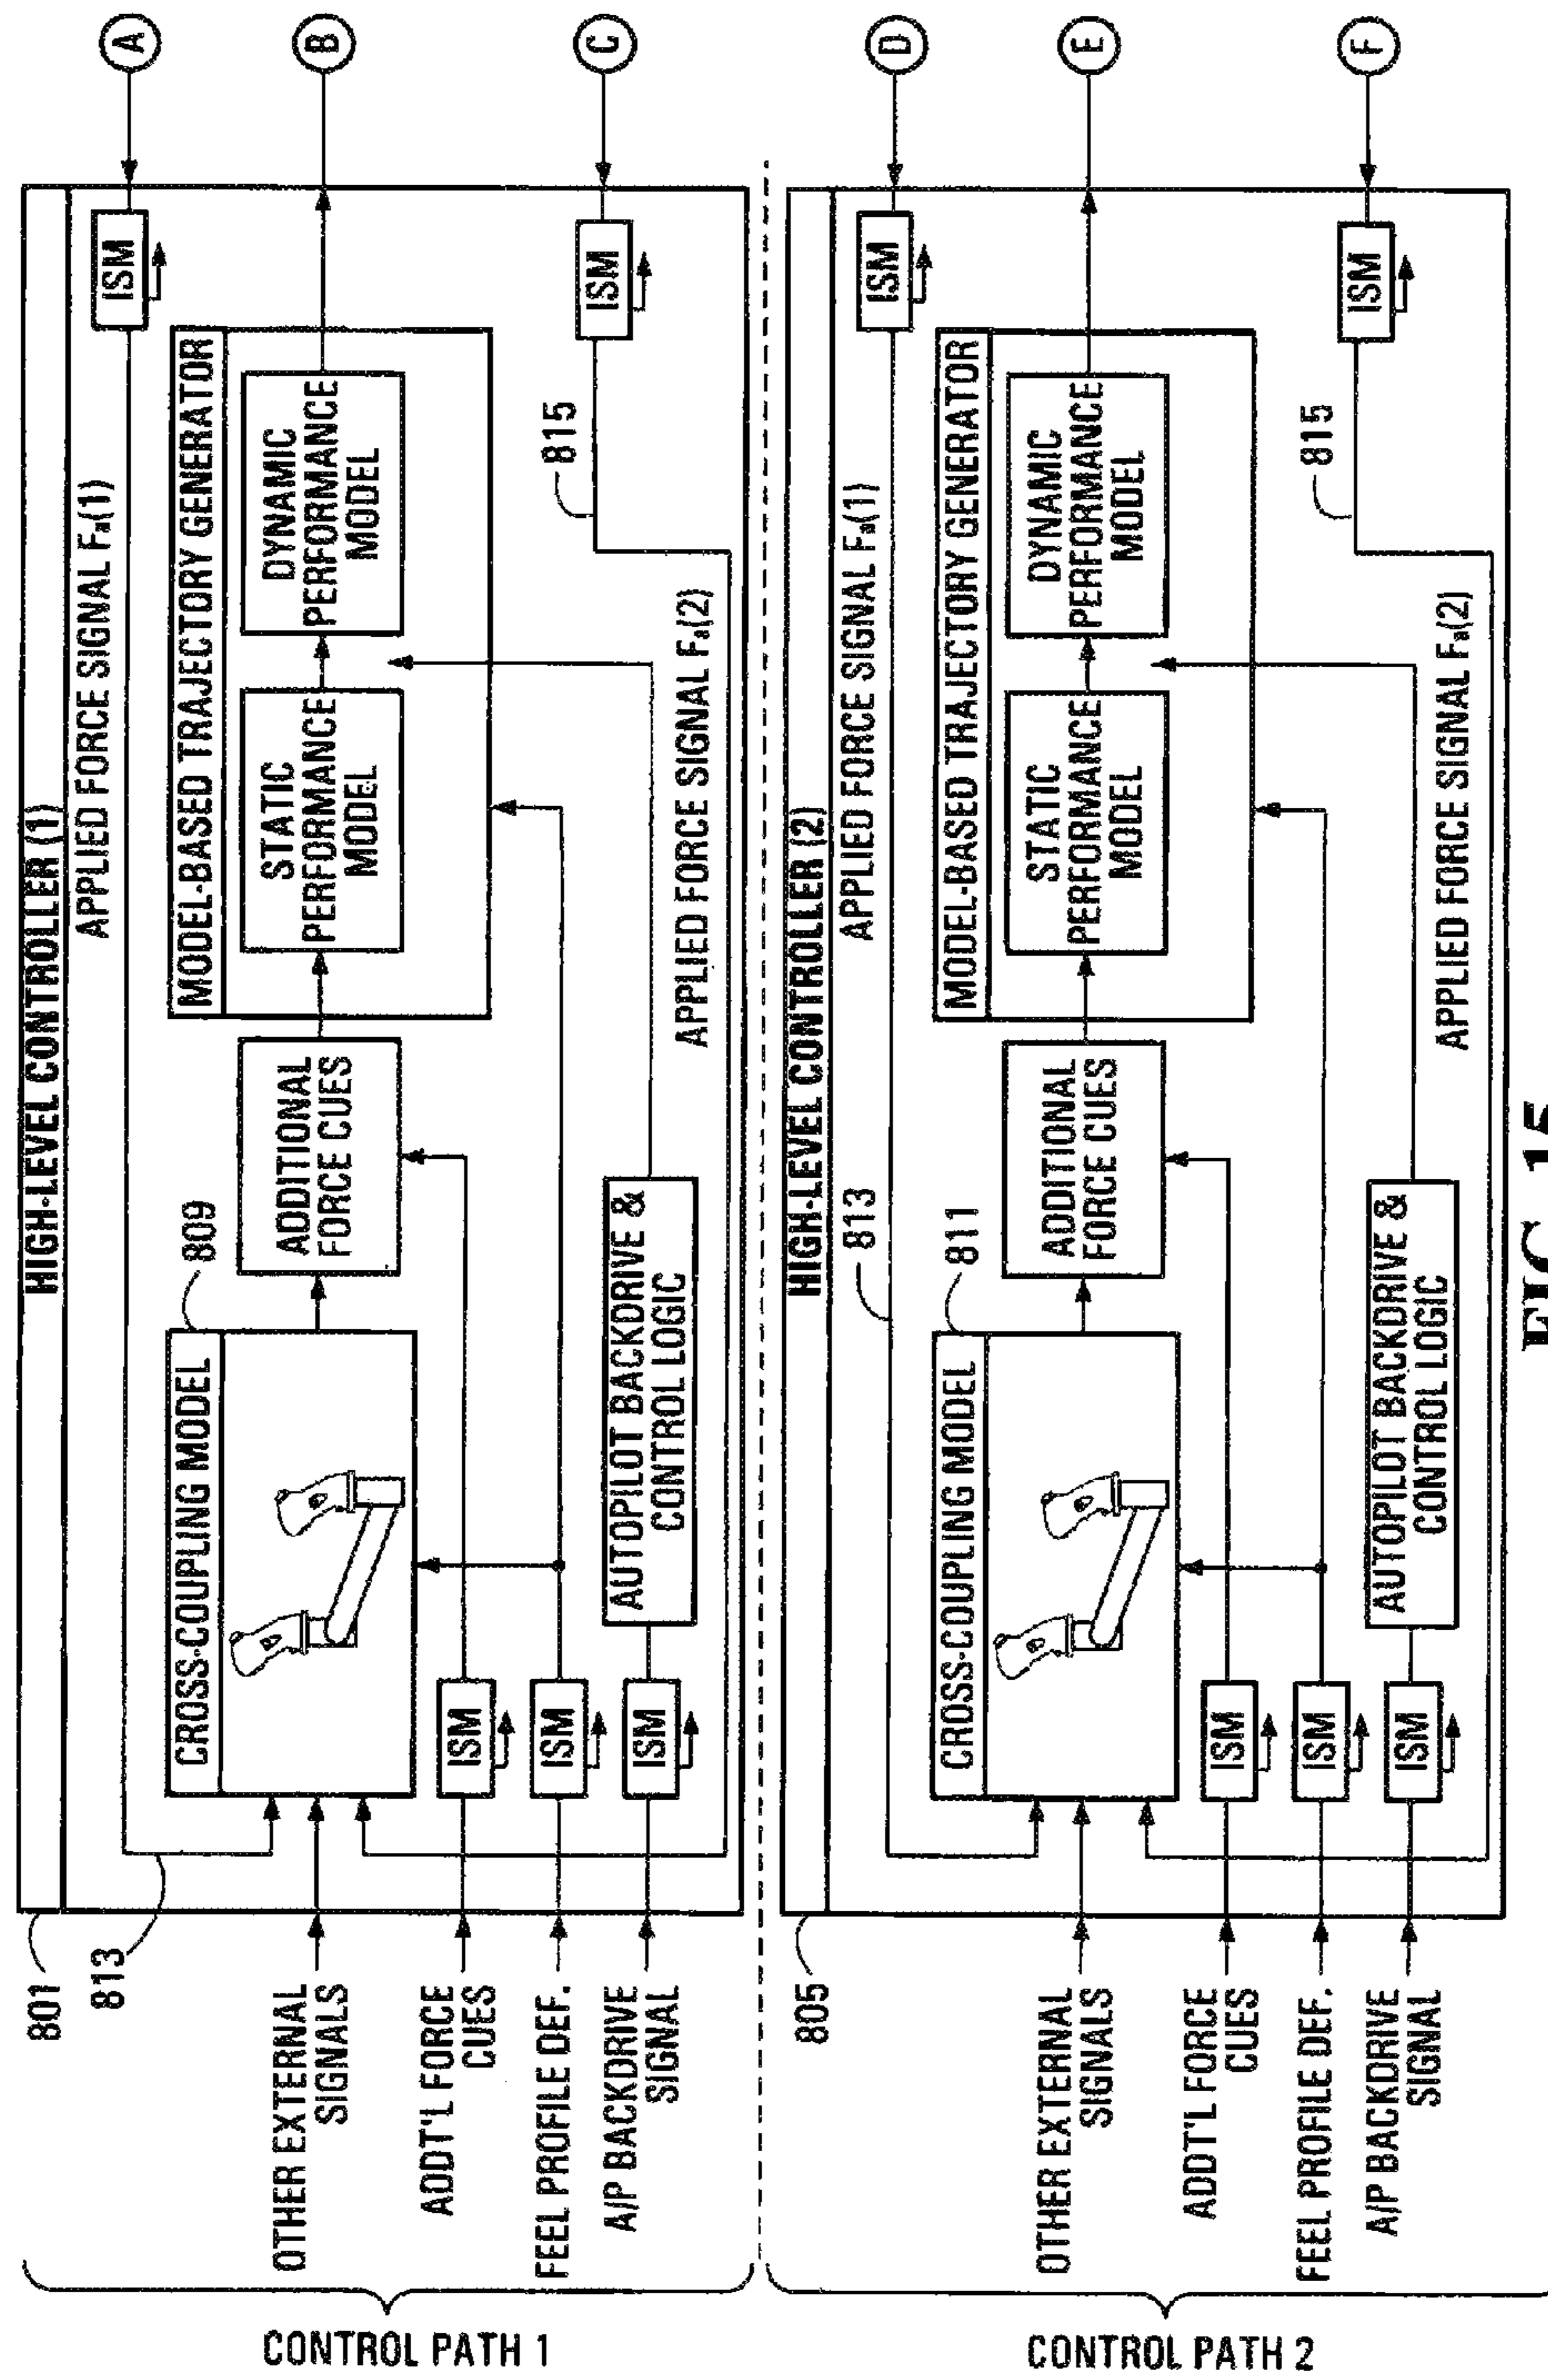 HIGH-LEVEL CONTROLLER (1)
801
813
APPLIED FORCE SIGNAL Fa(1)
ISM
A
CROSS-COUPLING MODEL
809
ADDITIONAL
FORCE CUES
MODEL-BASED TRAJECTORY GENERATOR
STATIC
PERFORMANCE
MODEL
DYNAMIC
PERFORMANCE
MODEL
B
OTHER EXTERNAL
SIGNALS
ADDT'L FORCE
CUES
ISM
FEEL PROFILE DEF.
ISM
A/P BACKDRIVE
SIGNAL
ISM
AUTOPILOT BACKDRIVE &
CONTROL LOGIC
815
ISM
C
APPLIED FORCE SIGNAL Fa(2)
CONTROL PATH 1
HIGH-LEVEL CONTROLLER (2)
805
813
APPLIED FORCE SIGNAL Fa(1)
ISM
D
CROSS-COUPLING MODEL
811
ADDITIONAL
FORCE CUES
MODEL-BASED TRAJECTORY GENERATOR
STATIC
PERFORMANCE
MODEL
DYNAMIC
PERFORMANCE
MODEL
E
OTHER EXTERNAL
SIGNALS
ADDT'L FORCE
CUES
ISM
FEEL PROFILE DEF.
ISM
A/P BACKDRIVE
SIGNAL
ISM
AUTOPILOT BACKDRIVE &
CONTROL LOGIC
815
ISM
F
APPLIED FORCE SIGNAL Fa(2)
CONTROL PATH 2
FIG. 15